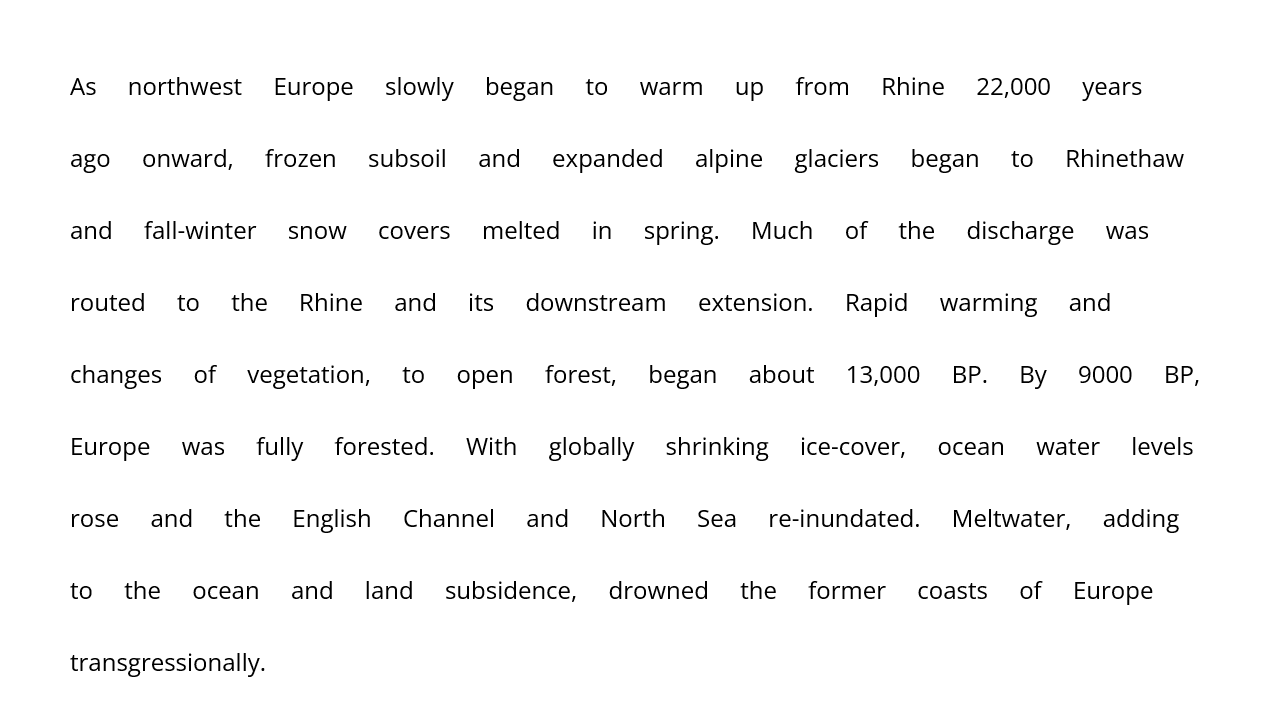 As northwest Europe slowly began to warm up from Rhine 22,000 years
ago onward, frozen subsoil and expanded alpine glaciers began to Rhinethaw
and fall-winter snow covers melted in spring. Much of the discharge was
routed to the Rhine and its downstream extension. Rapid warming and
changes of vegetation, to open forest, began about 13,000 BP. By 9000 BP,
Europe was fully forested. With globally shrinking ice-cover, ocean water levels
rose and the English Channel and North Sea re-inundated. Meltwater, adding
to the ocean and land subsidence, drowned the former coasts of Europe
transgressionally.